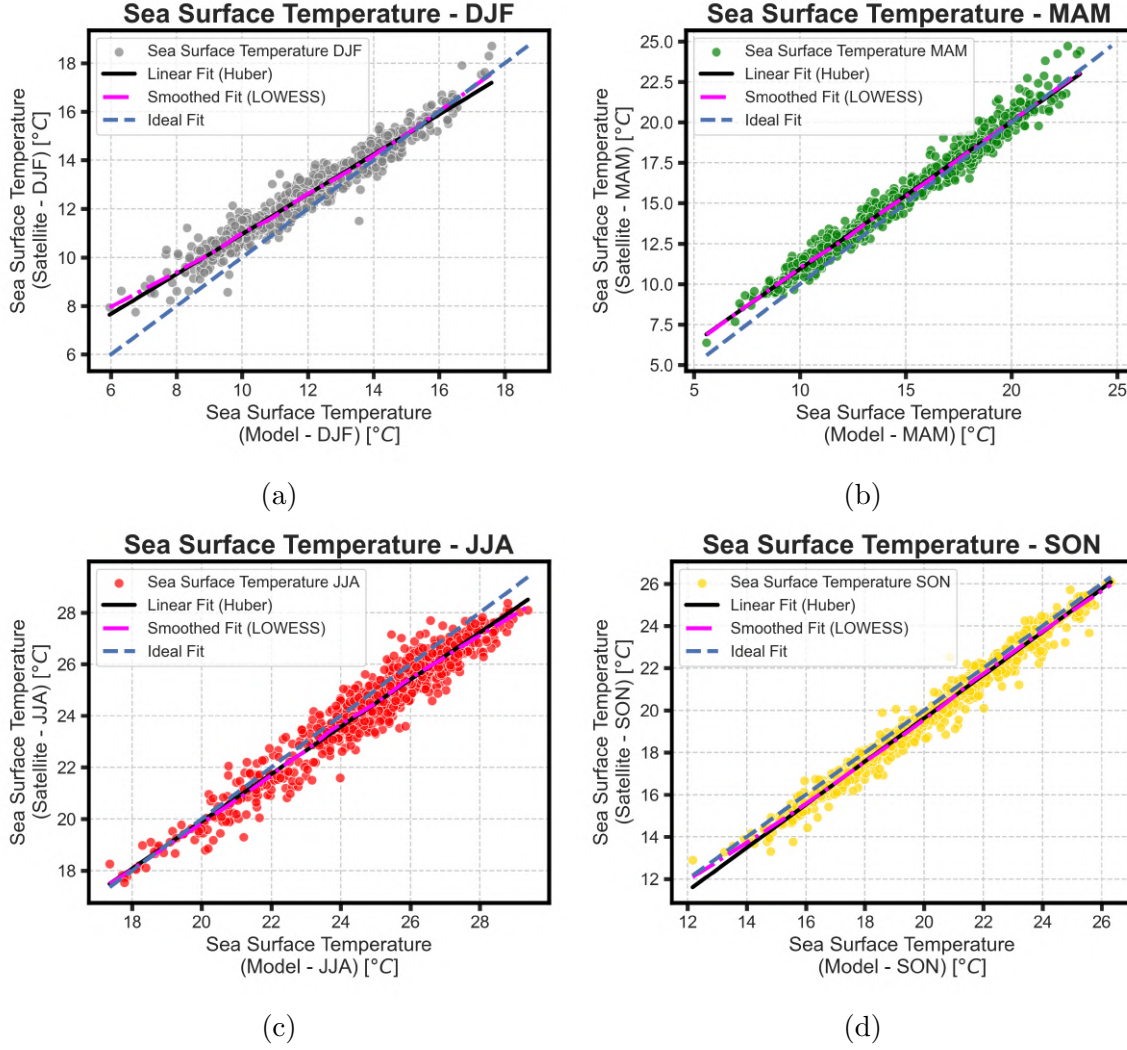 Sea Surface Temperature - DJF
Sea Surface Temperature DJF
Linear Fit (Huber)
Smoothed Fit (LOWESS)
Ideal Fit
Sea Surface Temperature
(Satellite - DJF) [°C]
18
16
14
12
10
8
6
6 8 10 12 14 16 18
Sea Surface Temperature
(Model - DJF) [°C]
(a)
Sea Surface Temperature - MAM
Sea Surface Temperature MAM
Linear Fit (Huber)
Smoothed Fit (LOWESS)
Ideal Fit
Sea Surface Temperature
(Satellite - MAM) [°C]
25.0
22.5
20.0
17.5
15.0
12.5
10.0
7.5
5.0
5 10 15 20 25
Sea Surface Temperature
(Model - MAM) [°C]
(b)
Sea Surface Temperature - JJA
Sea Surface Temperature JJA
Linear Fit (Huber)
Smoothed Fit (LOWESS)
Ideal Fit
Sea Surface Temperature
(Satellite - JJA) [°C]
28
26
24
22
20
18
18 20 22 24 26 28
Sea Surface Temperature
(Model - JJA) [°C]
(c)
Sea Surface Temperature - SON
Sea Surface Temperature SON
Linear Fit (Huber)
Smoothed Fit (LOWESS)
Ideal Fit
Sea Surface Temperature
(Satellite - SON) [°C]
26
24
22
20
18
16
14
12
12 14 16 18 20 22 24 26
Sea Surface Temperature
(Model - SON) [°C]
(d)